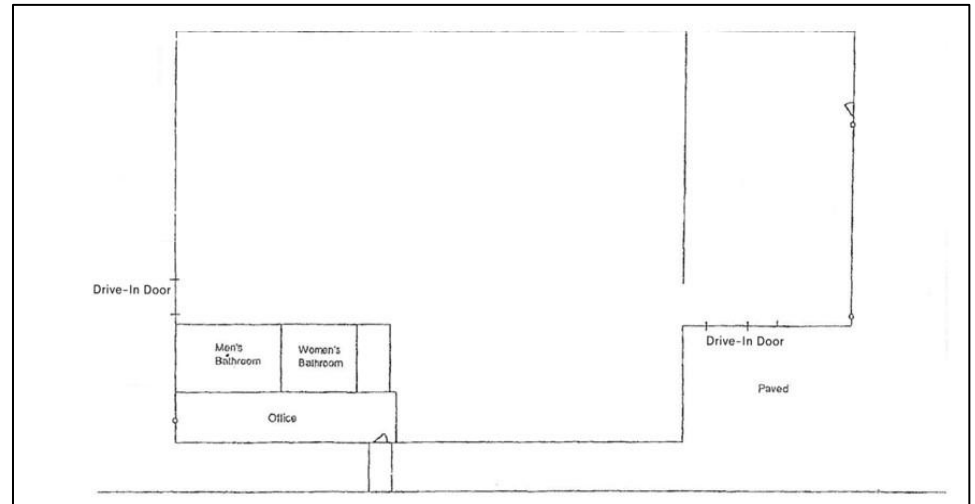 Drive-In Door
Men's
Bathroom
Women's
Bathroom
Drive-In Door
Paved
Office